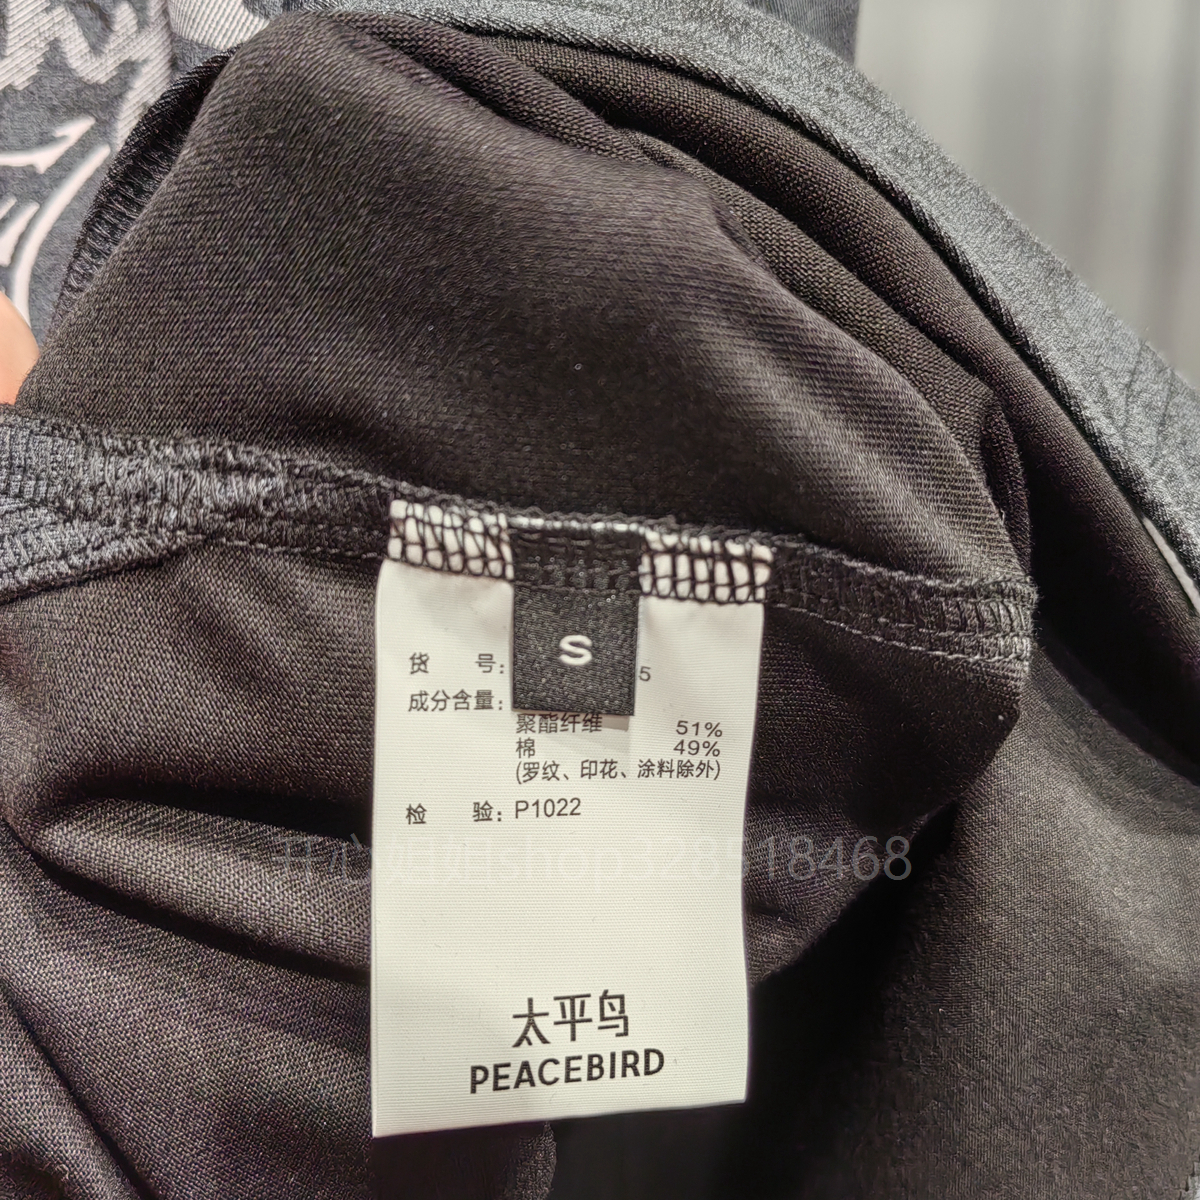 S
货 号: 5
成分含量:
聚酯纤维 51%
棉 49%
(罗纹、印花、涂料除外)
检 验: P1022
shop328918468
太平鸟
PEACEBIRD